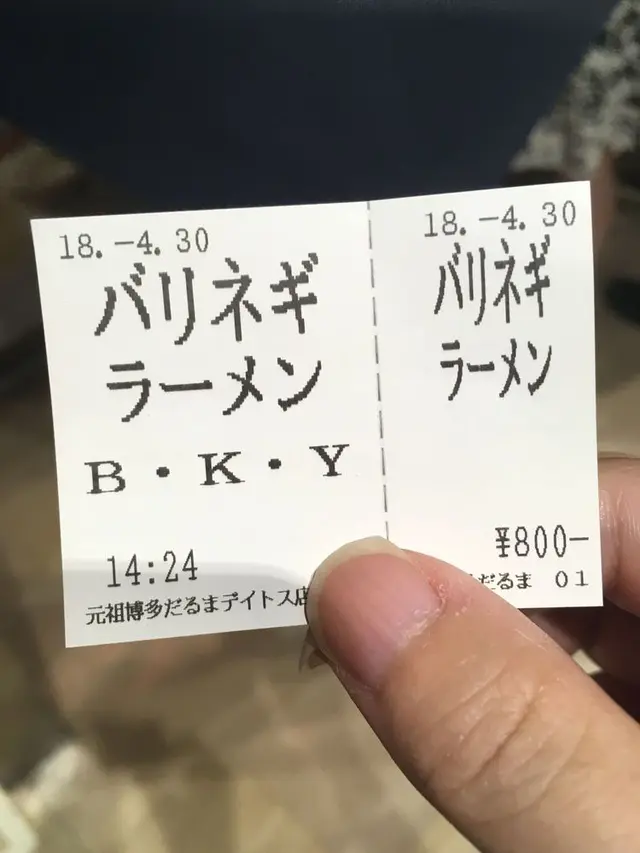 18.-4.30
バリネギ
ラーメン
B・K・Y
14:24
元祖博多だるまデイトス店
18.-4.30
バリネギ
ラーメン
¥800-
だるま 01